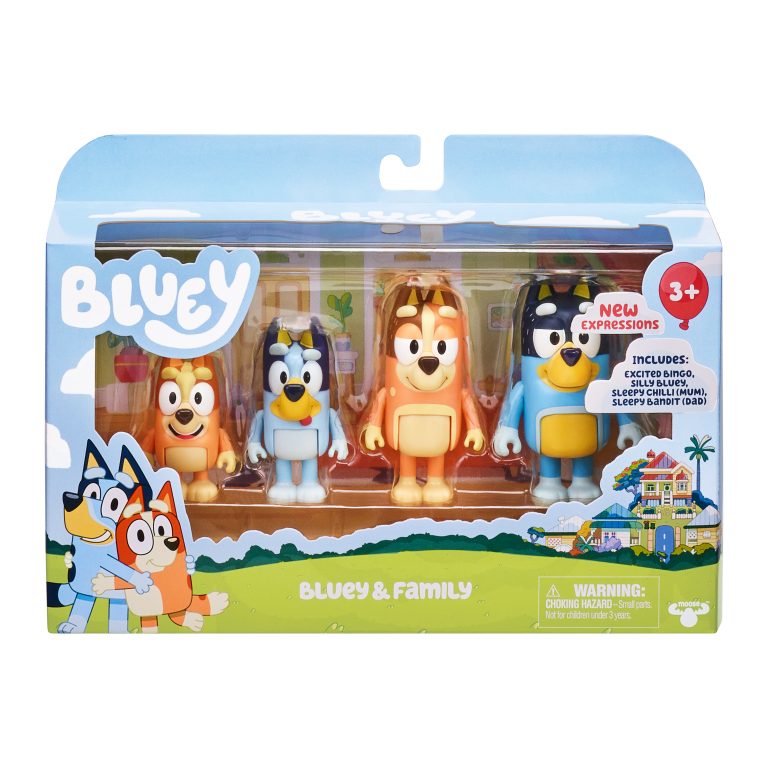 BLUEY
BLUEY
3+
NEW
EXPRESSIONS
INCLUDES:
EXCITED BINGO,
SILLY BLUEY,
SLEEPY CHILLI (MUM),
SLEEPY BANDIT (DAD)
BLUEY & FAMILY
WARNING:
CHOKING HAZARD – Small parts.
Not for children under 3 years.
moose